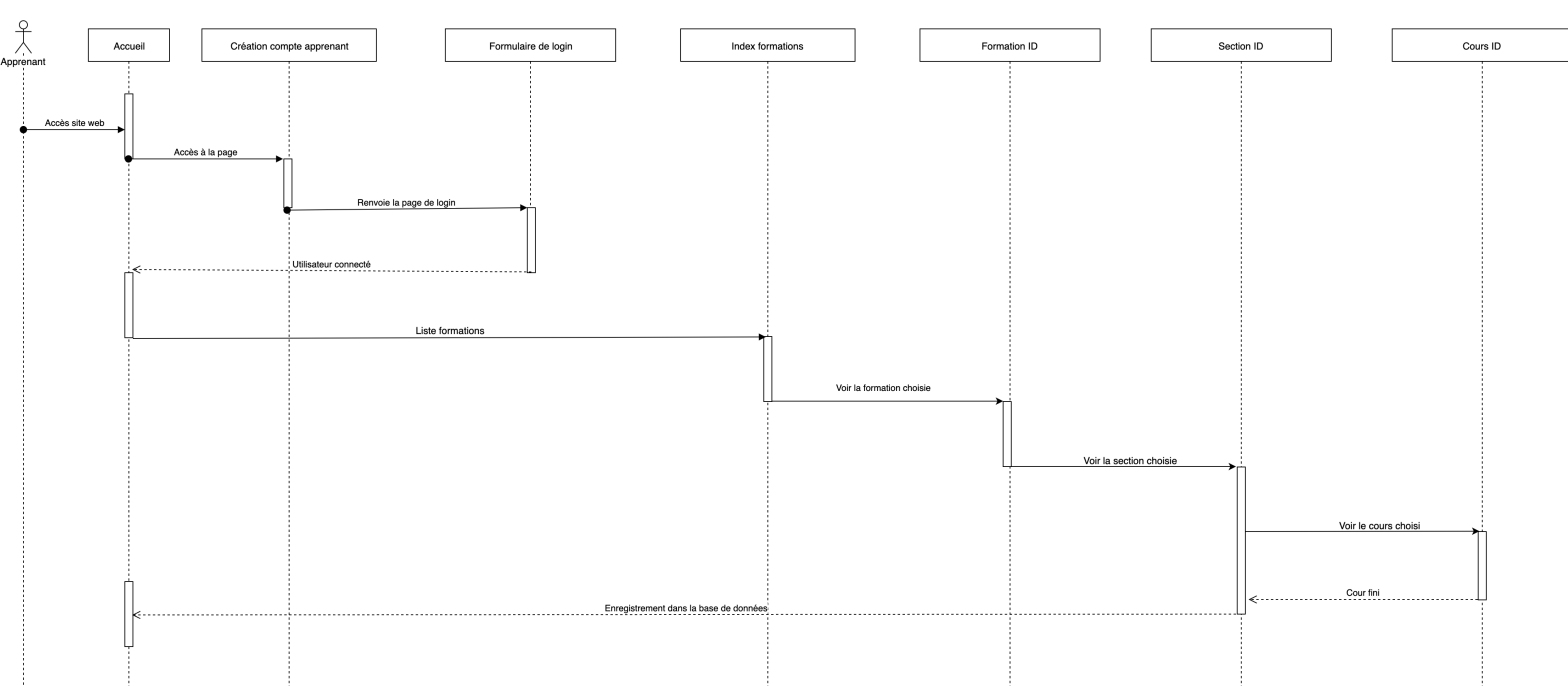 Apprenant
Accueil
Création compte apprenant
Formulaire de login
Index formations
Formation ID
Section ID
Cours ID
Accès site web
Accès à la page
Renvoie la page de login
Utilisateur connecté
Liste formations
Voir la formation choisie
Voir la section choisie
Voir le cours choisi
Cour fini
Enregistrement dans la base de données